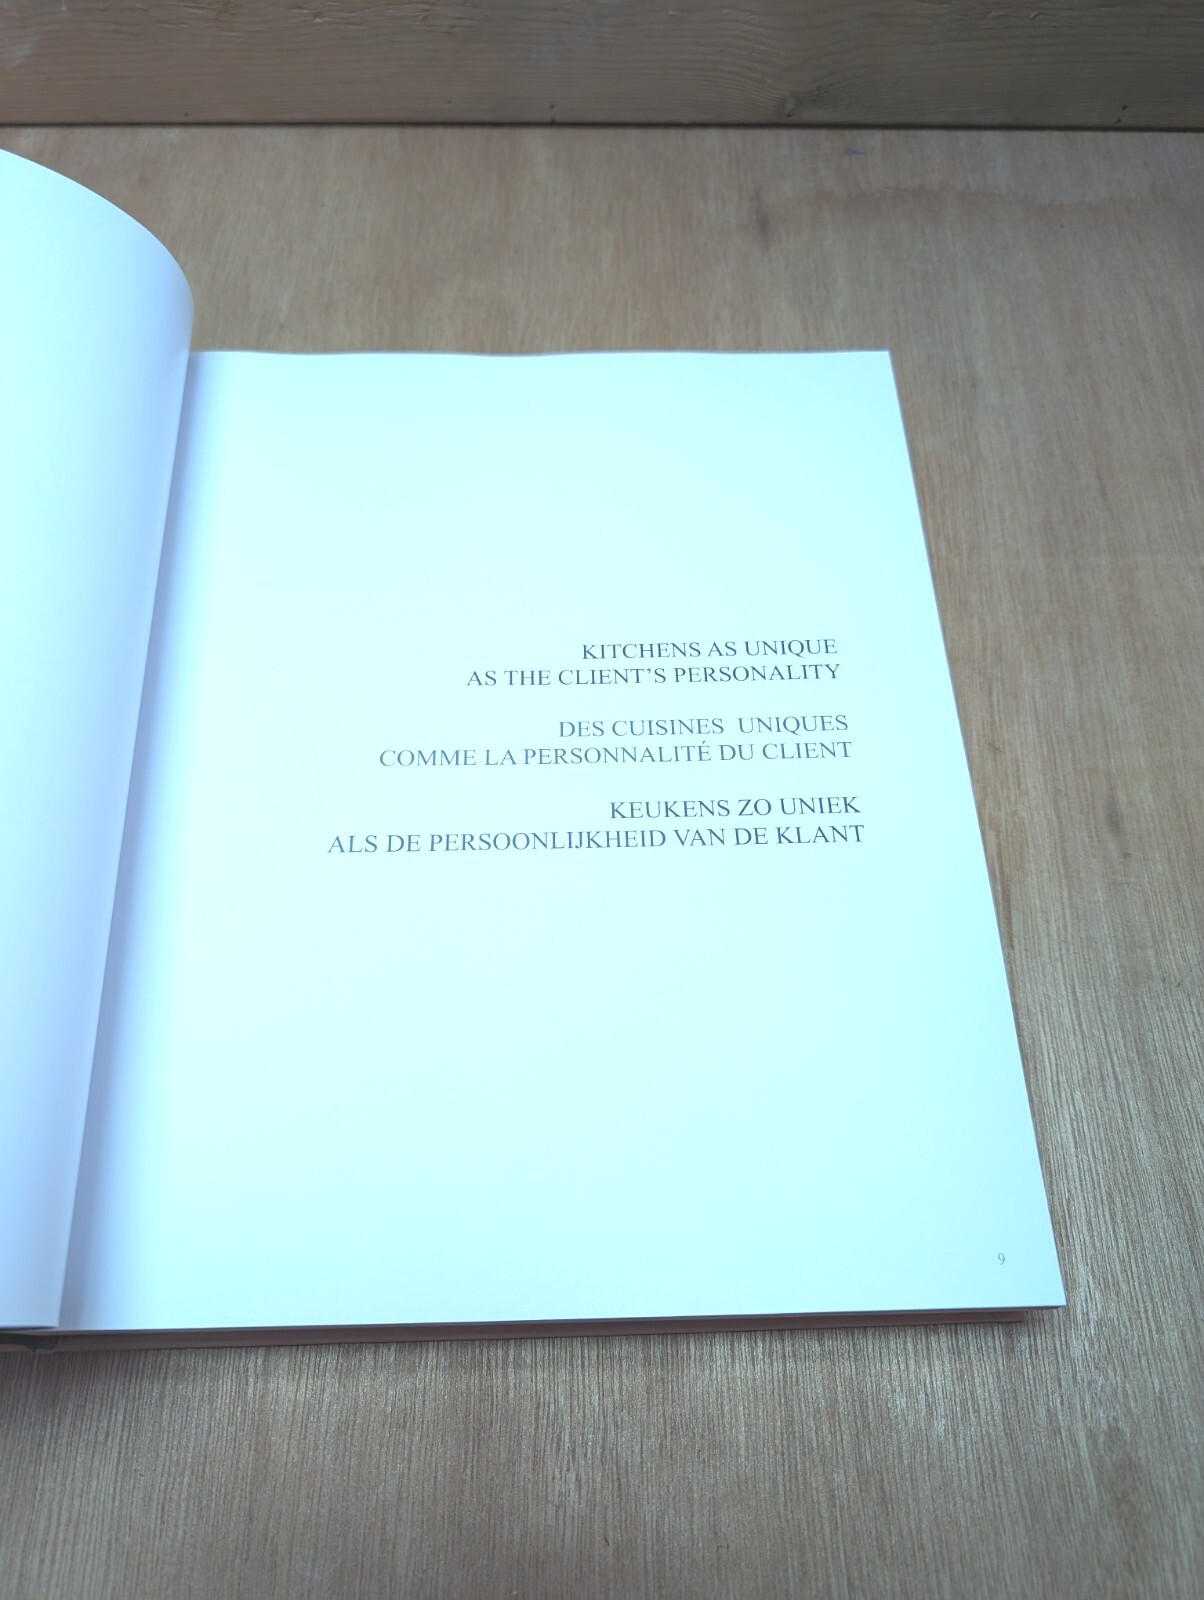 KITCHENS AS UNIQUE
AS THE CLIENT’S PERSONALITY
DES CUISINES  UNIQUES
COMME LA PERSONNALITÉ DU CLIENT
KEUKENS ZO UNIEK
ALS DE PERSOONLIJKHEID VAN DE KLANT
9